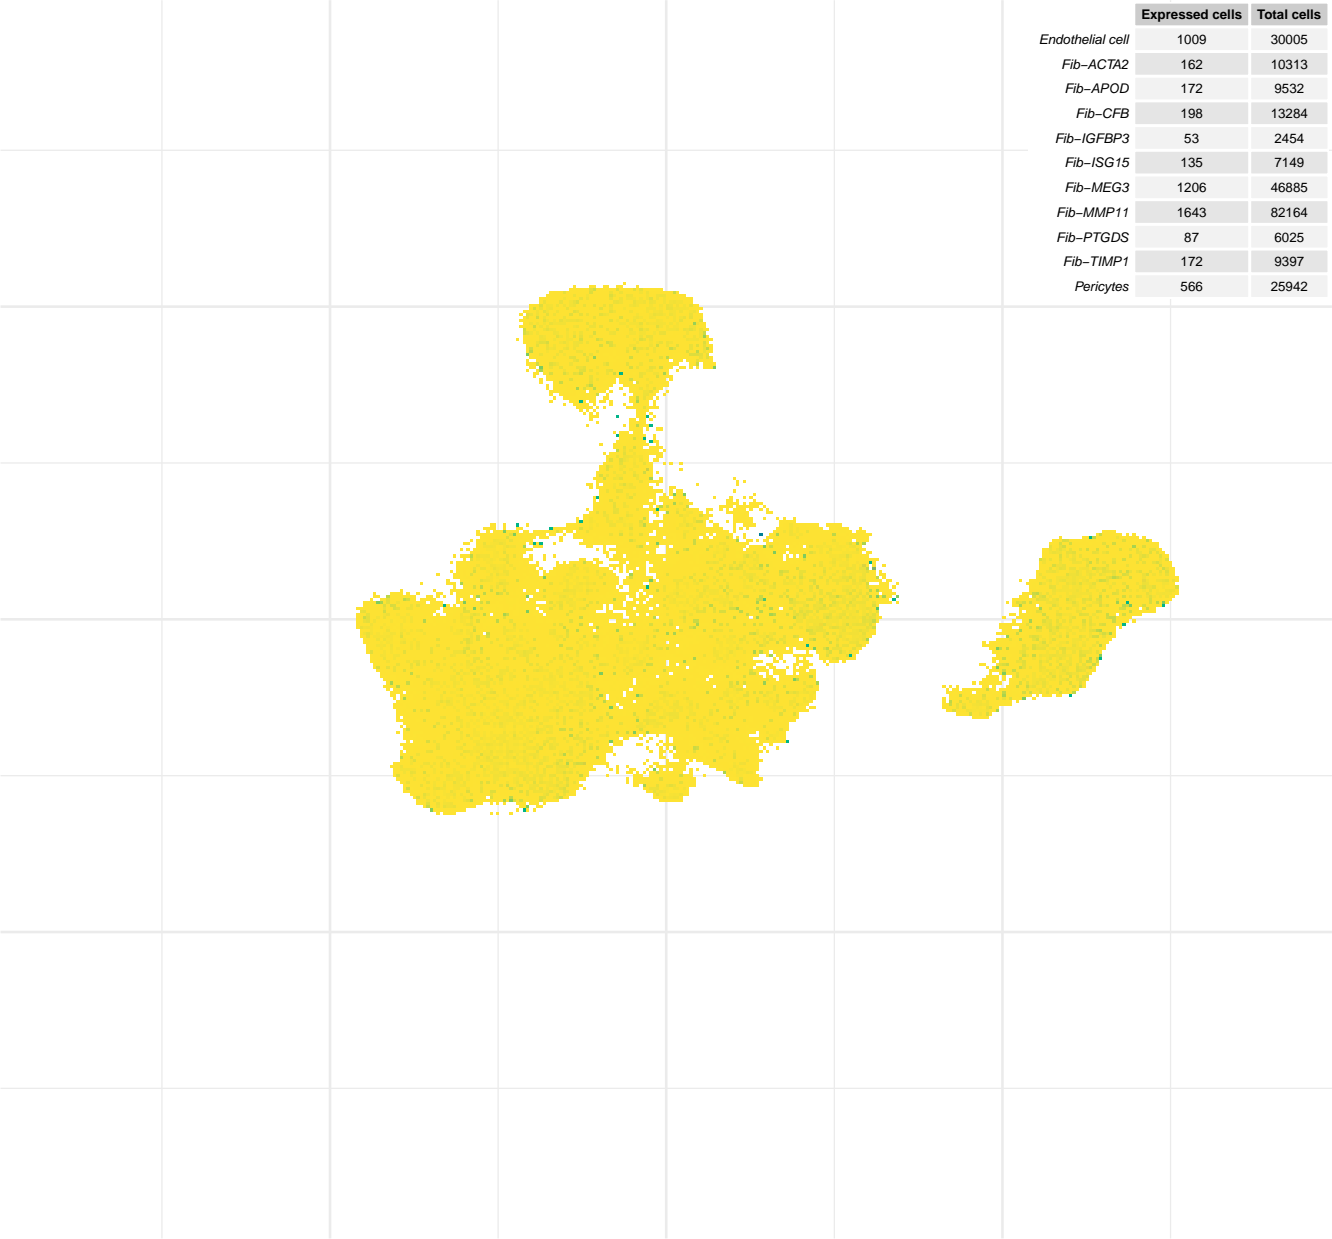 Expressed cells Total cells
Endothelial cell 1009 30005
Fib−ACTA2 162 10313
Fib−APOD 172 9532
Fib−CFB 198 13284
Fib−IGFBP3 53 2454
Fib−ISG15 135 7149
Fib−MEG3 1206 46885
Fib−MMP11 1643 82164
Fib−PTGDS 87 6025
Fib−TIMP1 172 9397
Pericytes 566 25942